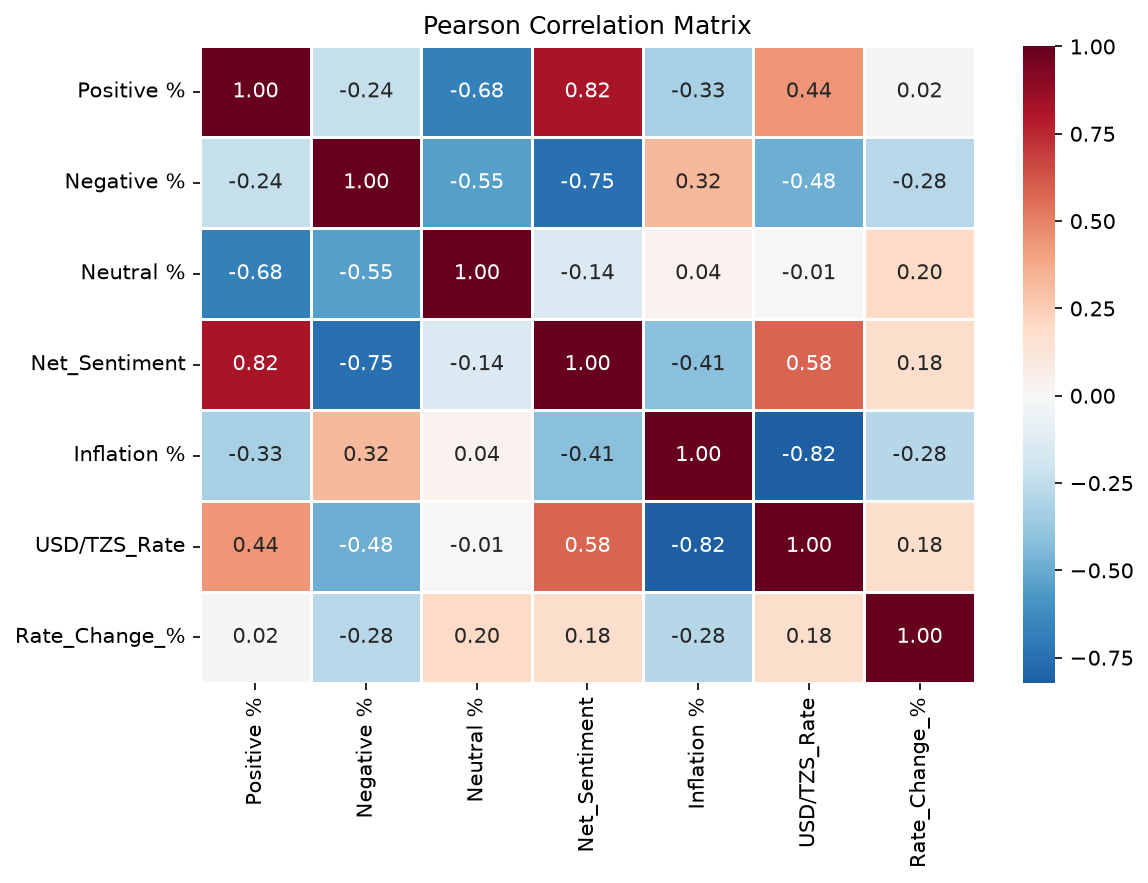 Pearson Correlation Matrix
Positive % 1.00 -0.24 -0.68 0.82 -0.33 0.44 0.02
Negative % -0.24 1.00 -0.55 -0.75 0.32 -0.48 -0.28
Neutral % -0.68 -0.55 1.00 -0.14 0.04 -0.01 0.20
Net_Sentiment 0.82 -0.75 -0.14 1.00 -0.41 0.58 0.18
Inflation % -0.33 0.32 0.04 -0.41 1.00 -0.82 -0.28
USD/TZS_Rate 0.44 -0.48 -0.01 0.58 -0.82 1.00 0.18
Rate_Change_% 0.02 -0.28 0.20 0.18 -0.28 0.18 1.00
Positive %
Negative %
Neutral %
Net_Sentiment
Inflation %
USD/TZS_Rate
Rate_Change_%
1.00
0.75
0.50
0.25
0.00
−0.25
−0.50
−0.75